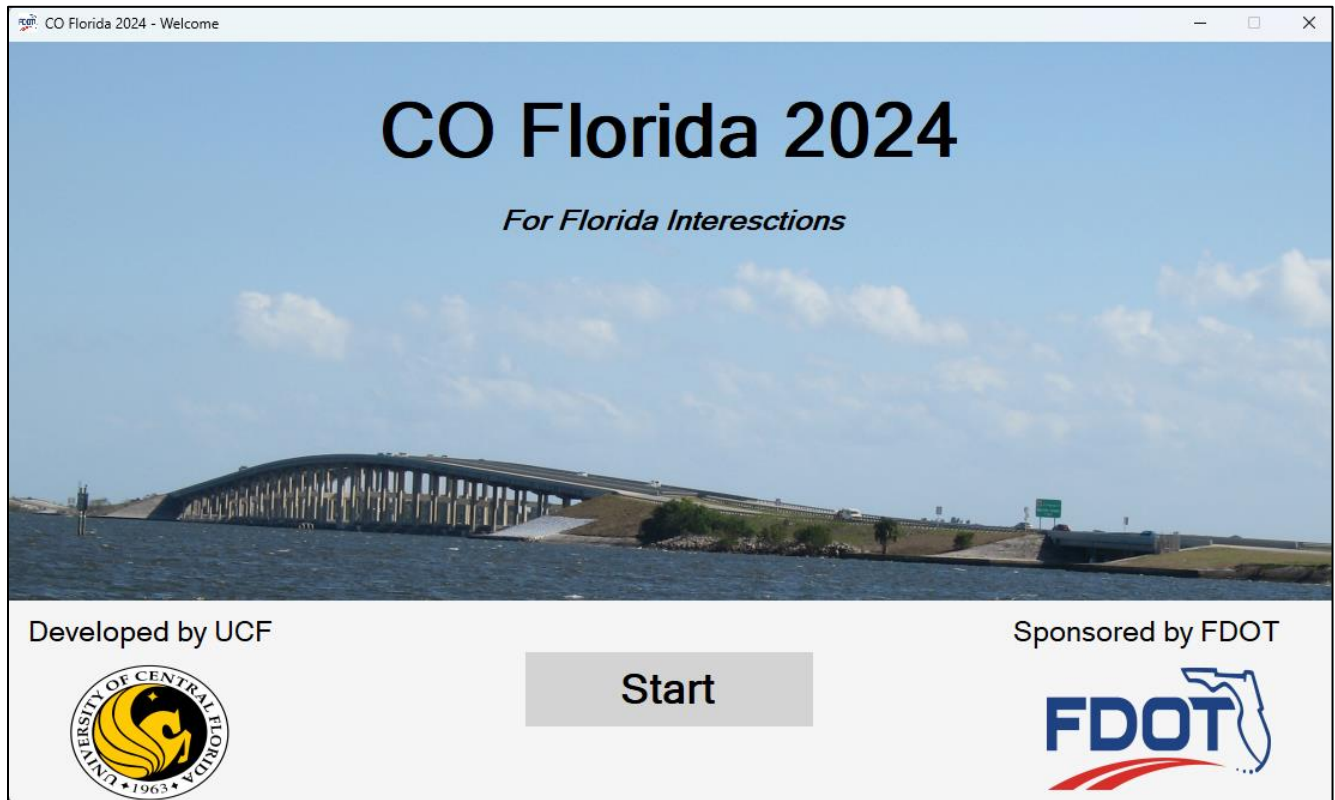 CO Florida 2024 - Welcome
CO Florida 2024
For Florida Interesctions
Developed by UCF
Sponsored by FDOT
Start
UNIVERSITY OF CENTRAL FLORIDA
1963
FDOT